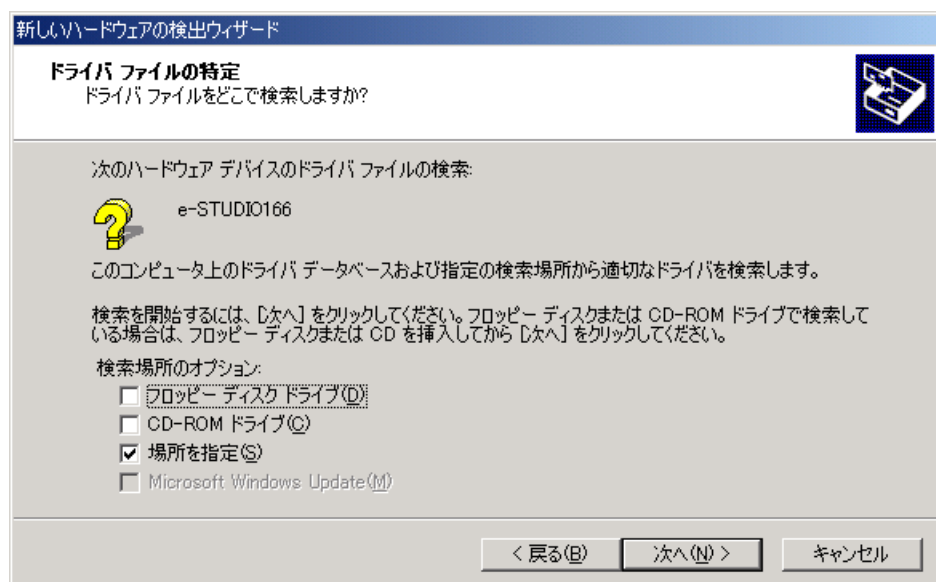 新しいハードウェアの検出ウィザード
ドライバ ファイルの特定
ドライバ ファイルをどこで検索しますか?
次のハードウェア デバイスのドライバ ファイルの検索:
e-STUDIO166
このコンピュータ上のドライバ データベースおよび指定の検索場所から適切なドライバを検索します。
検索を開始するには、[次へ] をクリックしてください。フロッピー ディスクまたは CD-ROM ドライブで検索して
いる場合は、フロッピー ディスクまたは CD を挿入してから [次へ] をクリックしてください。
検索場所のオプション:
フロッピー ディスク ドライブ(D)
CD-ROM ドライブ(C)
場所を指定(S)
Microsoft Windows Update(M)
< 戻る(B) 次へ(N) > キャンセル